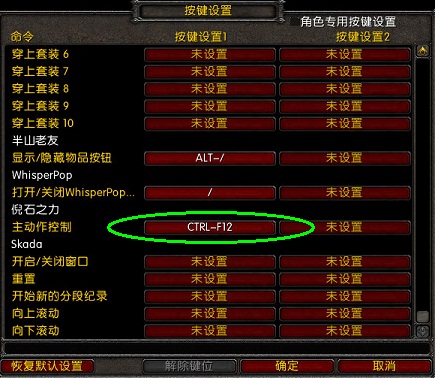 按键设置
角色专用按键设置
命令 按键设置1 按键设置2
穿上套装 6 未设置 未设置
穿上套装 7 未设置 未设置
穿上套装 8 未设置 未设置
穿上套装 9 未设置 未设置
穿上套装 10 未设置 未设置
半山老友
显示/隐藏物品按钮 ALT-/ 未设置
WhisperPop
打开/关闭WhisperPop... / 未设置
倪石之力
主动作控制 CTRL-F12 未设置
Skada
开启/关闭窗口 未设置 未设置
重置 未设置 未设置
开始新的分段纪录 未设置 未设置
向上滚动 未设置 未设置
向下滚动 未设置 未设置
恢复默认设置 解除键位 确定 取消